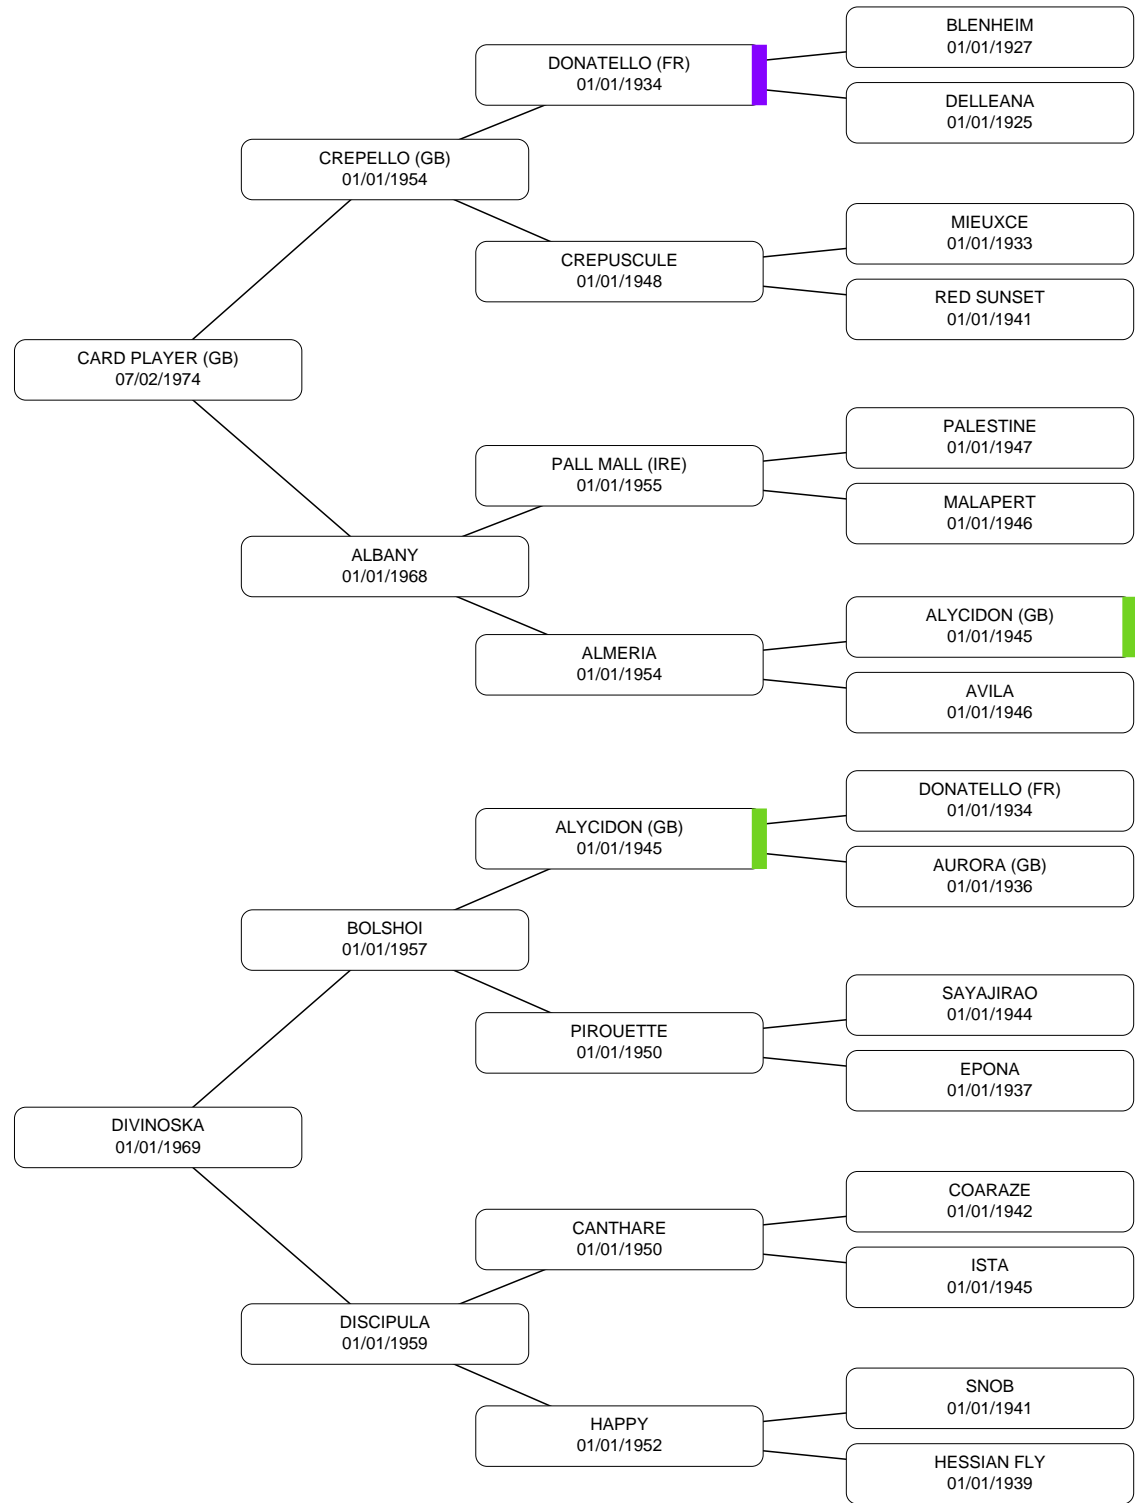 BLENHEIM
01/01/1927
DONATELLO (FR)
01/01/1934
DELLEANA
01/01/1925
CREPELLO (GB)
01/01/1954
MIEUXCE
01/01/1933
CREPUSCULE
01/01/1948
RED SUNSET
01/01/1941
CARD PLAYER (GB)
07/02/1974
PALESTINE
01/01/1947
PALL MALL (IRE)
01/01/1955
MALAPERT
01/01/1946
ALBANY
01/01/1968
ALYCIDON (GB)
01/01/1945
ALMERIA
01/01/1954
AVILA
01/01/1946
DONATELLO (FR)
01/01/1934
ALYCIDON (GB)
01/01/1945
AURORA (GB)
01/01/1936
BOLSHOI
01/01/1957
SAYAJIRAO
01/01/1944
PIROUETTE
01/01/1950
EPONA
01/01/1937
DIVINOSKA
01/01/1969
COARAZE
01/01/1942
CANTHARE
01/01/1950
ISTA
01/01/1945
DISCIPULA
01/01/1959
SNOB
01/01/1941
HAPPY
01/01/1952
HESSIAN FLY
01/01/1939